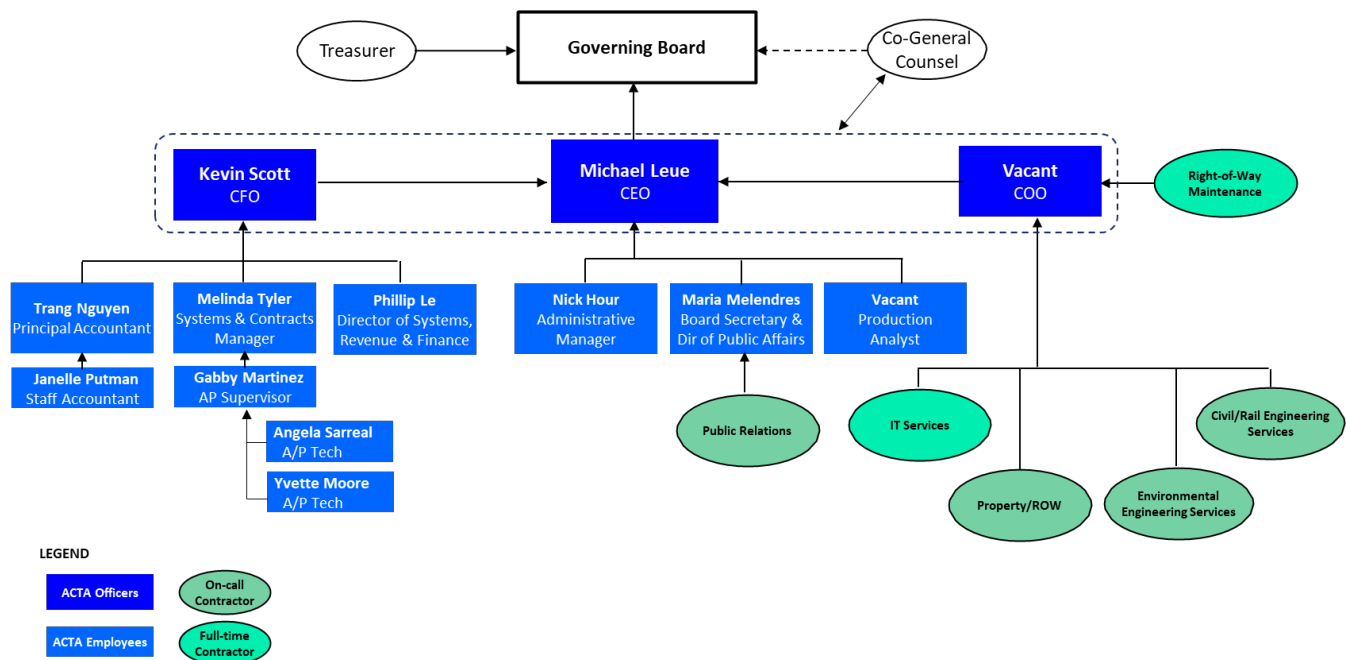 Treasurer
Governing Board
Co-General
Counsel
Kevin Scott
CFO
Michael Leue
CEO
Vacant
COO
Right-of-Way
Maintenance
Trang Nguyen
Principal Accountant
Melinda Tyler
Systems & Contracts
Manager
Phillip Le
Director of Systems,
Revenue & Finance
Nick Hour
Administrative
Manager
Maria Melendres
Board Secretary &
Dir of Public Affairs
Vacant
Production
Analyst
Janelle Putman
Staff Accountant
Gabby Martinez
AP Supervisor
Angela Sarreal
A/P Tech
Yvette Moore
A/P Tech
Public Relations
IT Services
Civil/Rail Engineering
Services
Property/ROW
Environmental
Engineering Services
LEGEND
ACTA Officers
On-call
Contractor
ACTA Employees
Full-time
Contractor